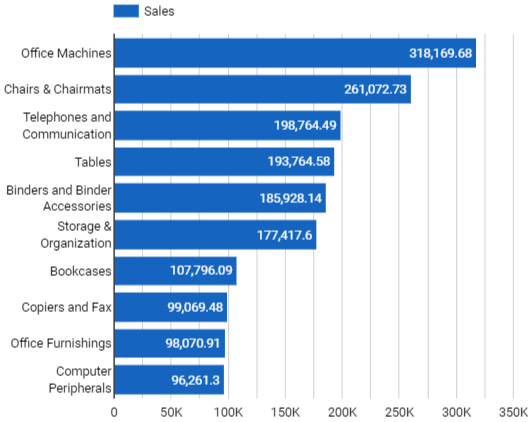 Sales
Office Machines
318,169.68
Chairs & Chairmats
261,072.73
Telephones and
Communication
198,764.49
Tables
193,764.58
Binders and Binder
Accessories
185,928.14
Storage &
Organization
177,417.6
Bookcases
107,796.09
Copiers and Fax
99,069.48
Office Furnishings
98,070.91
Computer
Peripherals
96,261.3
0 50K 100K 150K 200K 250K 300K 350K